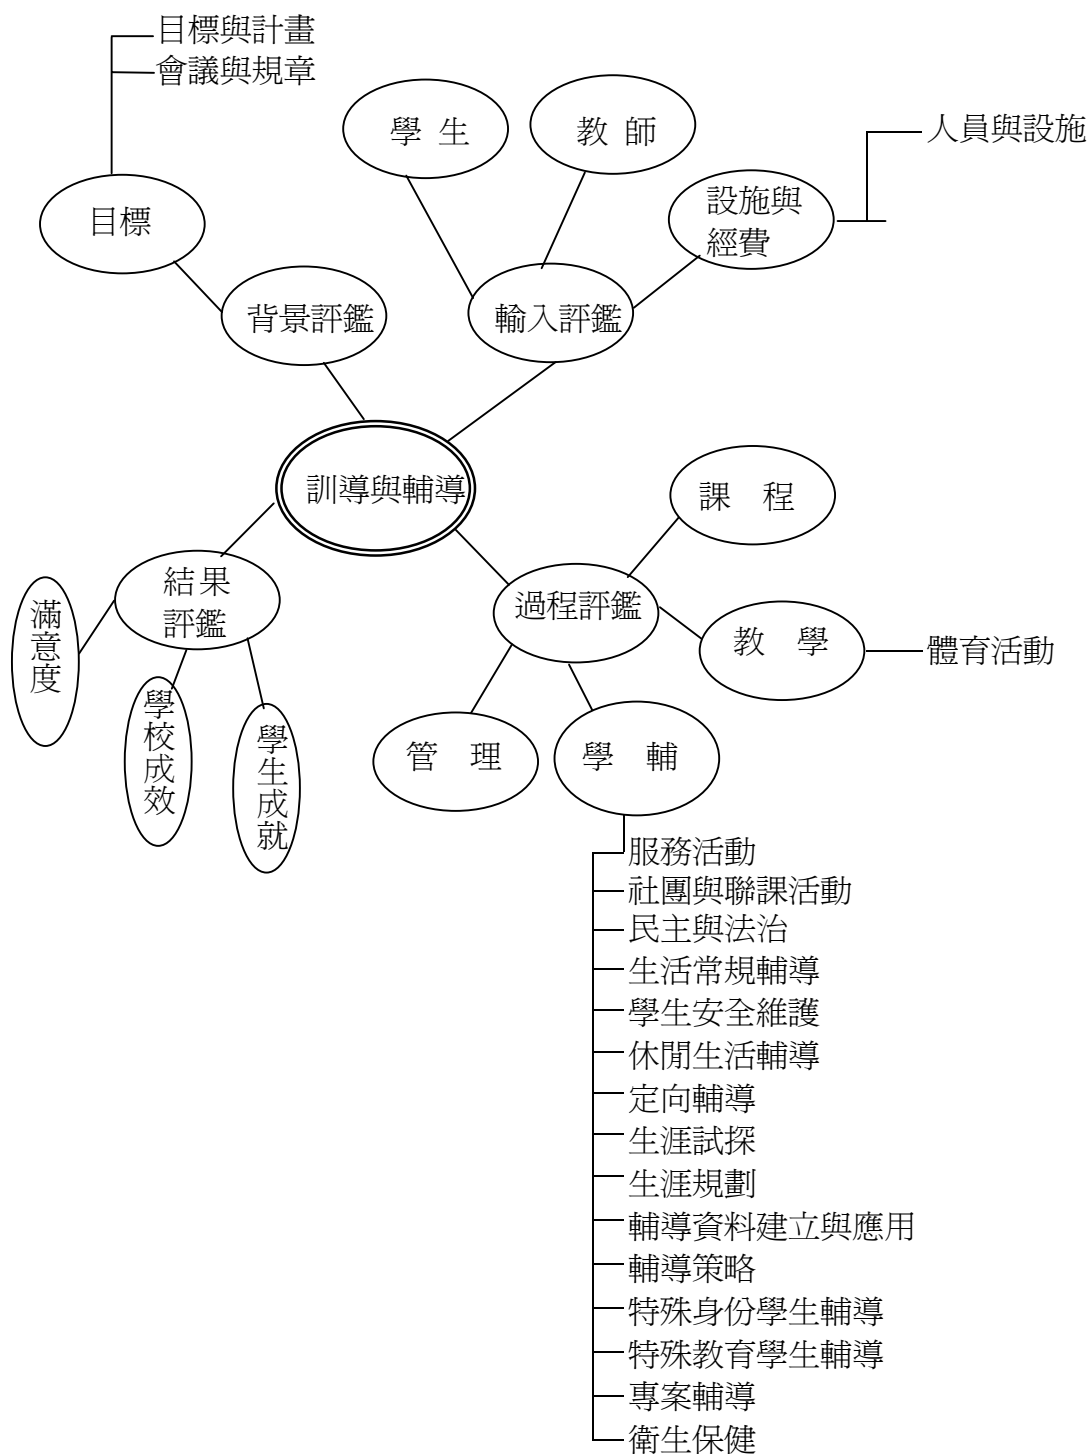 目標與計畫
會議與規章
學 生
教 師
人員與設施
目標
設施與
經費
背景評鑑
輸入評鑑
訓導與輔導
課 程
結果
評鑑
過程評鑑
滿意度
教 學
體育活動
學校成效
學生成就
管 理
學 輔
服務活動
社團與聯課活動
民主與法治
生活常規輔導
學生安全維護
休閒生活輔導
定向輔導
生涯試探
生涯規劃
輔導資料建立與應用
輔導策略
特殊身份學生輔導
特殊教育學生輔導
專案輔導
衛生保健